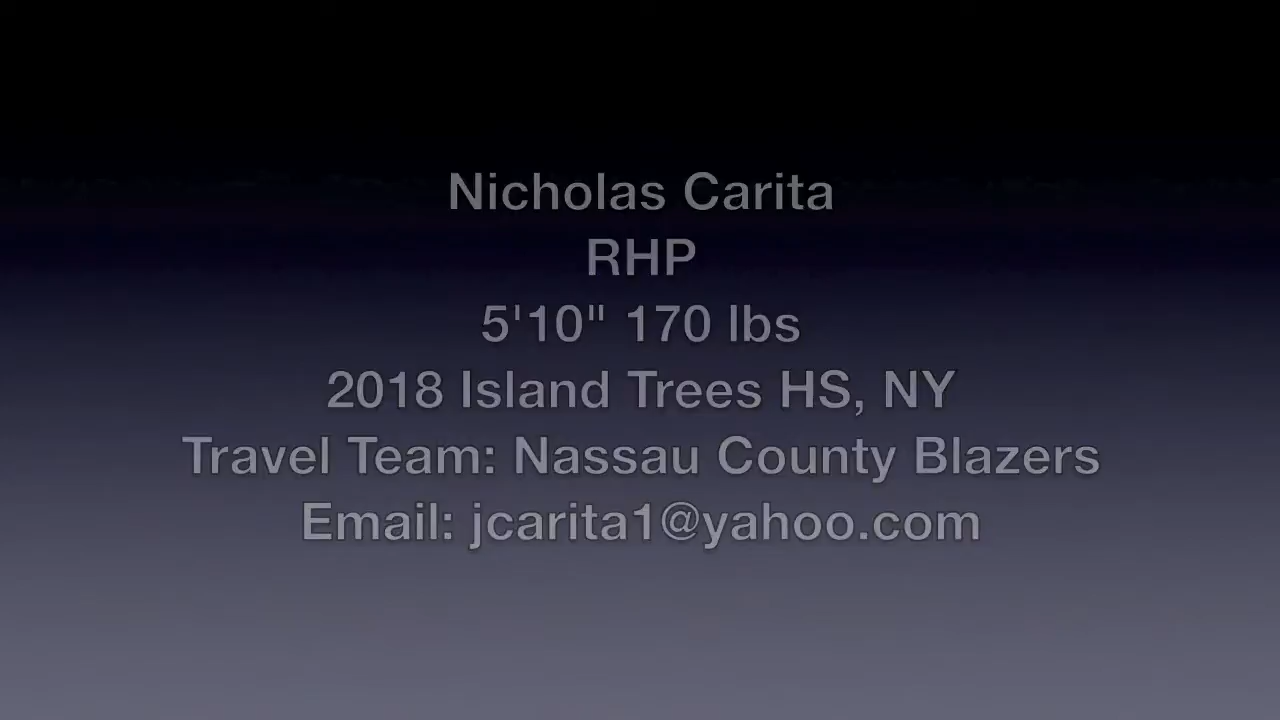 Nicholas Carita
RHP
5'10" 170 lbs
2018 Island Trees HS, NY
Travel Team: Nassau County Blazers
Email: jcarita1@yahoo.com